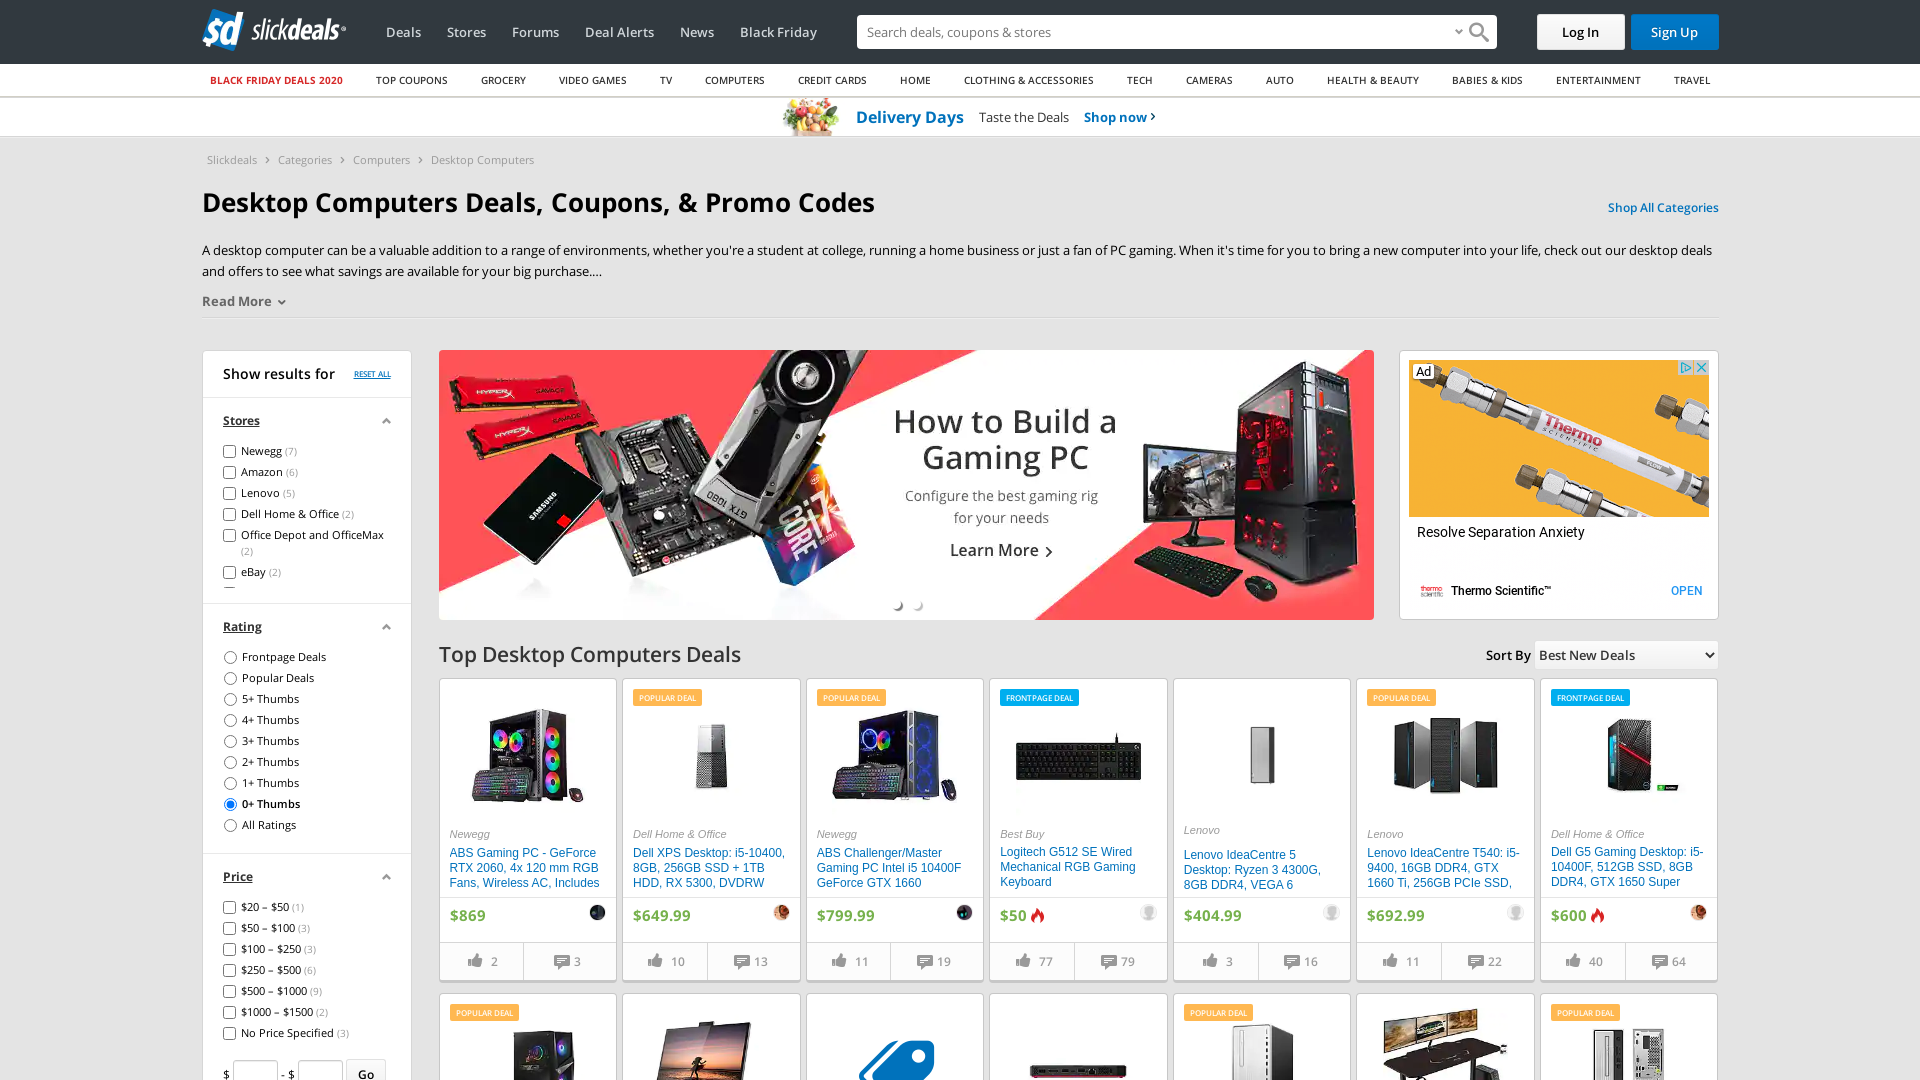 sd slickdeals
Deals
Stores
Forums
Deal Alerts
News
Black Friday
Search deals, coupons & stores
Log In
Sign Up
BLACK FRIDAY DEALS 2020
TOP COUPONS
GROCERY
VIDEO GAMES
TV
COMPUTERS
CREDIT CARDS
HOME
CLOTHING & ACCESSORIES
TECH
CAMERAS
AUTO
HEALTH & BEAUTY
BABIES & KIDS
ENTERTAINMENT
TRAVEL
Delivery Days Taste the Deals Shop now
Slickdeals > Categories > Computers > Desktop Computers
Desktop Computers Deals, Coupons, & Promo Codes
Shop All Categories
A desktop computer can be a valuable addition to a range of environments, whether you're a student at college, running a home business or just a fan of PC gaming. When it's time for you to bring a new computer into your life, check out our desktop deals
and offers to see what savings are available for your big purchase....
Read More
Show results for
RESET ALL
Stores
Newegg (7)
Amazon (6)
Lenovo (5)
Dell Home & Office (2)
Office Depot and OfficeMax
(2)
eBay (2)
Rating
Frontpage Deals
Popular Deals
5+ Thumbs
4+ Thumbs
3+ Thumbs
2+ Thumbs
1+ Thumbs
0+ Thumbs
All Ratings
Price
$20 – $50 (1)
$50 – $100 (3)
$100 – $250 (3)
$250 – $500 (6)
$500 – $1000 (9)
$1000 – $1500 (2)
No Price Specified (3)
$ - $ Go
HYPERX SAVAGE
HYPERX
SAMSUNG
GTX 1080
CORE i7
How to Build a
Gaming PC
Configure the best gaming rig
for your needs
Learn More
Ad
Thermo
SCIENTIFIC
FLOW
Resolve Separation Anxiety
thermo
scientific
Thermo Scientific™
OPEN
Top Desktop Computers Deals
Sort By
Best New Deals
Newegg
ABS Gaming PC - GeForce
RTX 2060, 4x 120 mm RGB
Fans, Wireless AC, Includes
$869
2
3
POPULAR DEAL
Dell Home & Office
Dell XPS Desktop: i5-10400,
8GB, 256GB SSD + 1TB
HDD, RX 5300, DVDRW
$649.99
10
13
POPULAR DEAL
Newegg
ABS Challenger/Master
Gaming PC Intel i5 10400F
GeForce GTX 1660
$799.99
11
19
FRONTPAGE DEAL
Best Buy
Logitech G512 SE Wired
Mechanical RGB Gaming
Keyboard
$50
77
79
Lenovo
Lenovo IdeaCentre 5
Desktop: Ryzen 3 4300G,
8GB DDR4, VEGA 6
$404.99
3
16
POPULAR DEAL
Lenovo
Lenovo IdeaCentre T540: i5-
9400, 16GB DDR4, GTX
1660 Ti, 256GB PCIe SSD,
$692.99
11
22
FRONTPAGE DEAL
Dell Home & Office
Dell G5 Gaming Desktop: i5-
10400F, 512GB SSD, 8GB
DDR4, GTX 1650 Super
$600
40
64
POPULAR DEAL
POPULAR DEAL
POPULAR DEAL